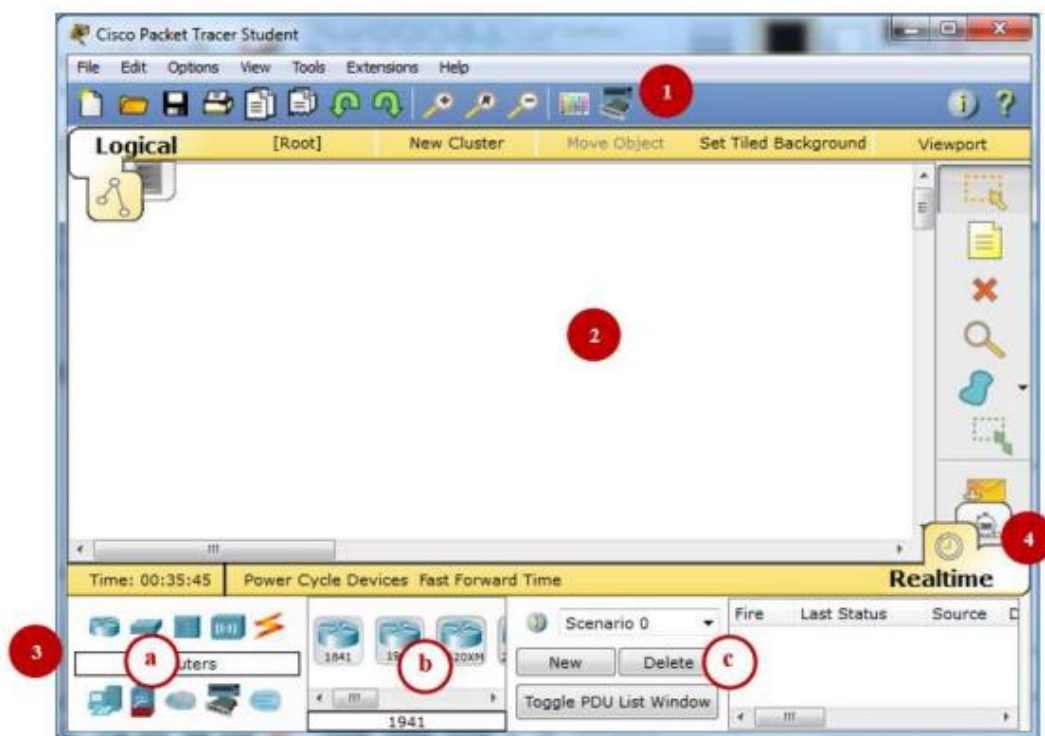 Cisco Packet Tracer Student
File Edit Options View Tools Extensions Help
1
Logical [Root] New Cluster Move Object Set Tiled Background Viewport
2
4
Time: 00:35:45 Power Cycle Devices Fast Forward Time Realtime
3
a
uters
1841
b
20XM
1941
Scenario 0
New Delete
c
Toggle PDU List Window
Fire Last Status Source D